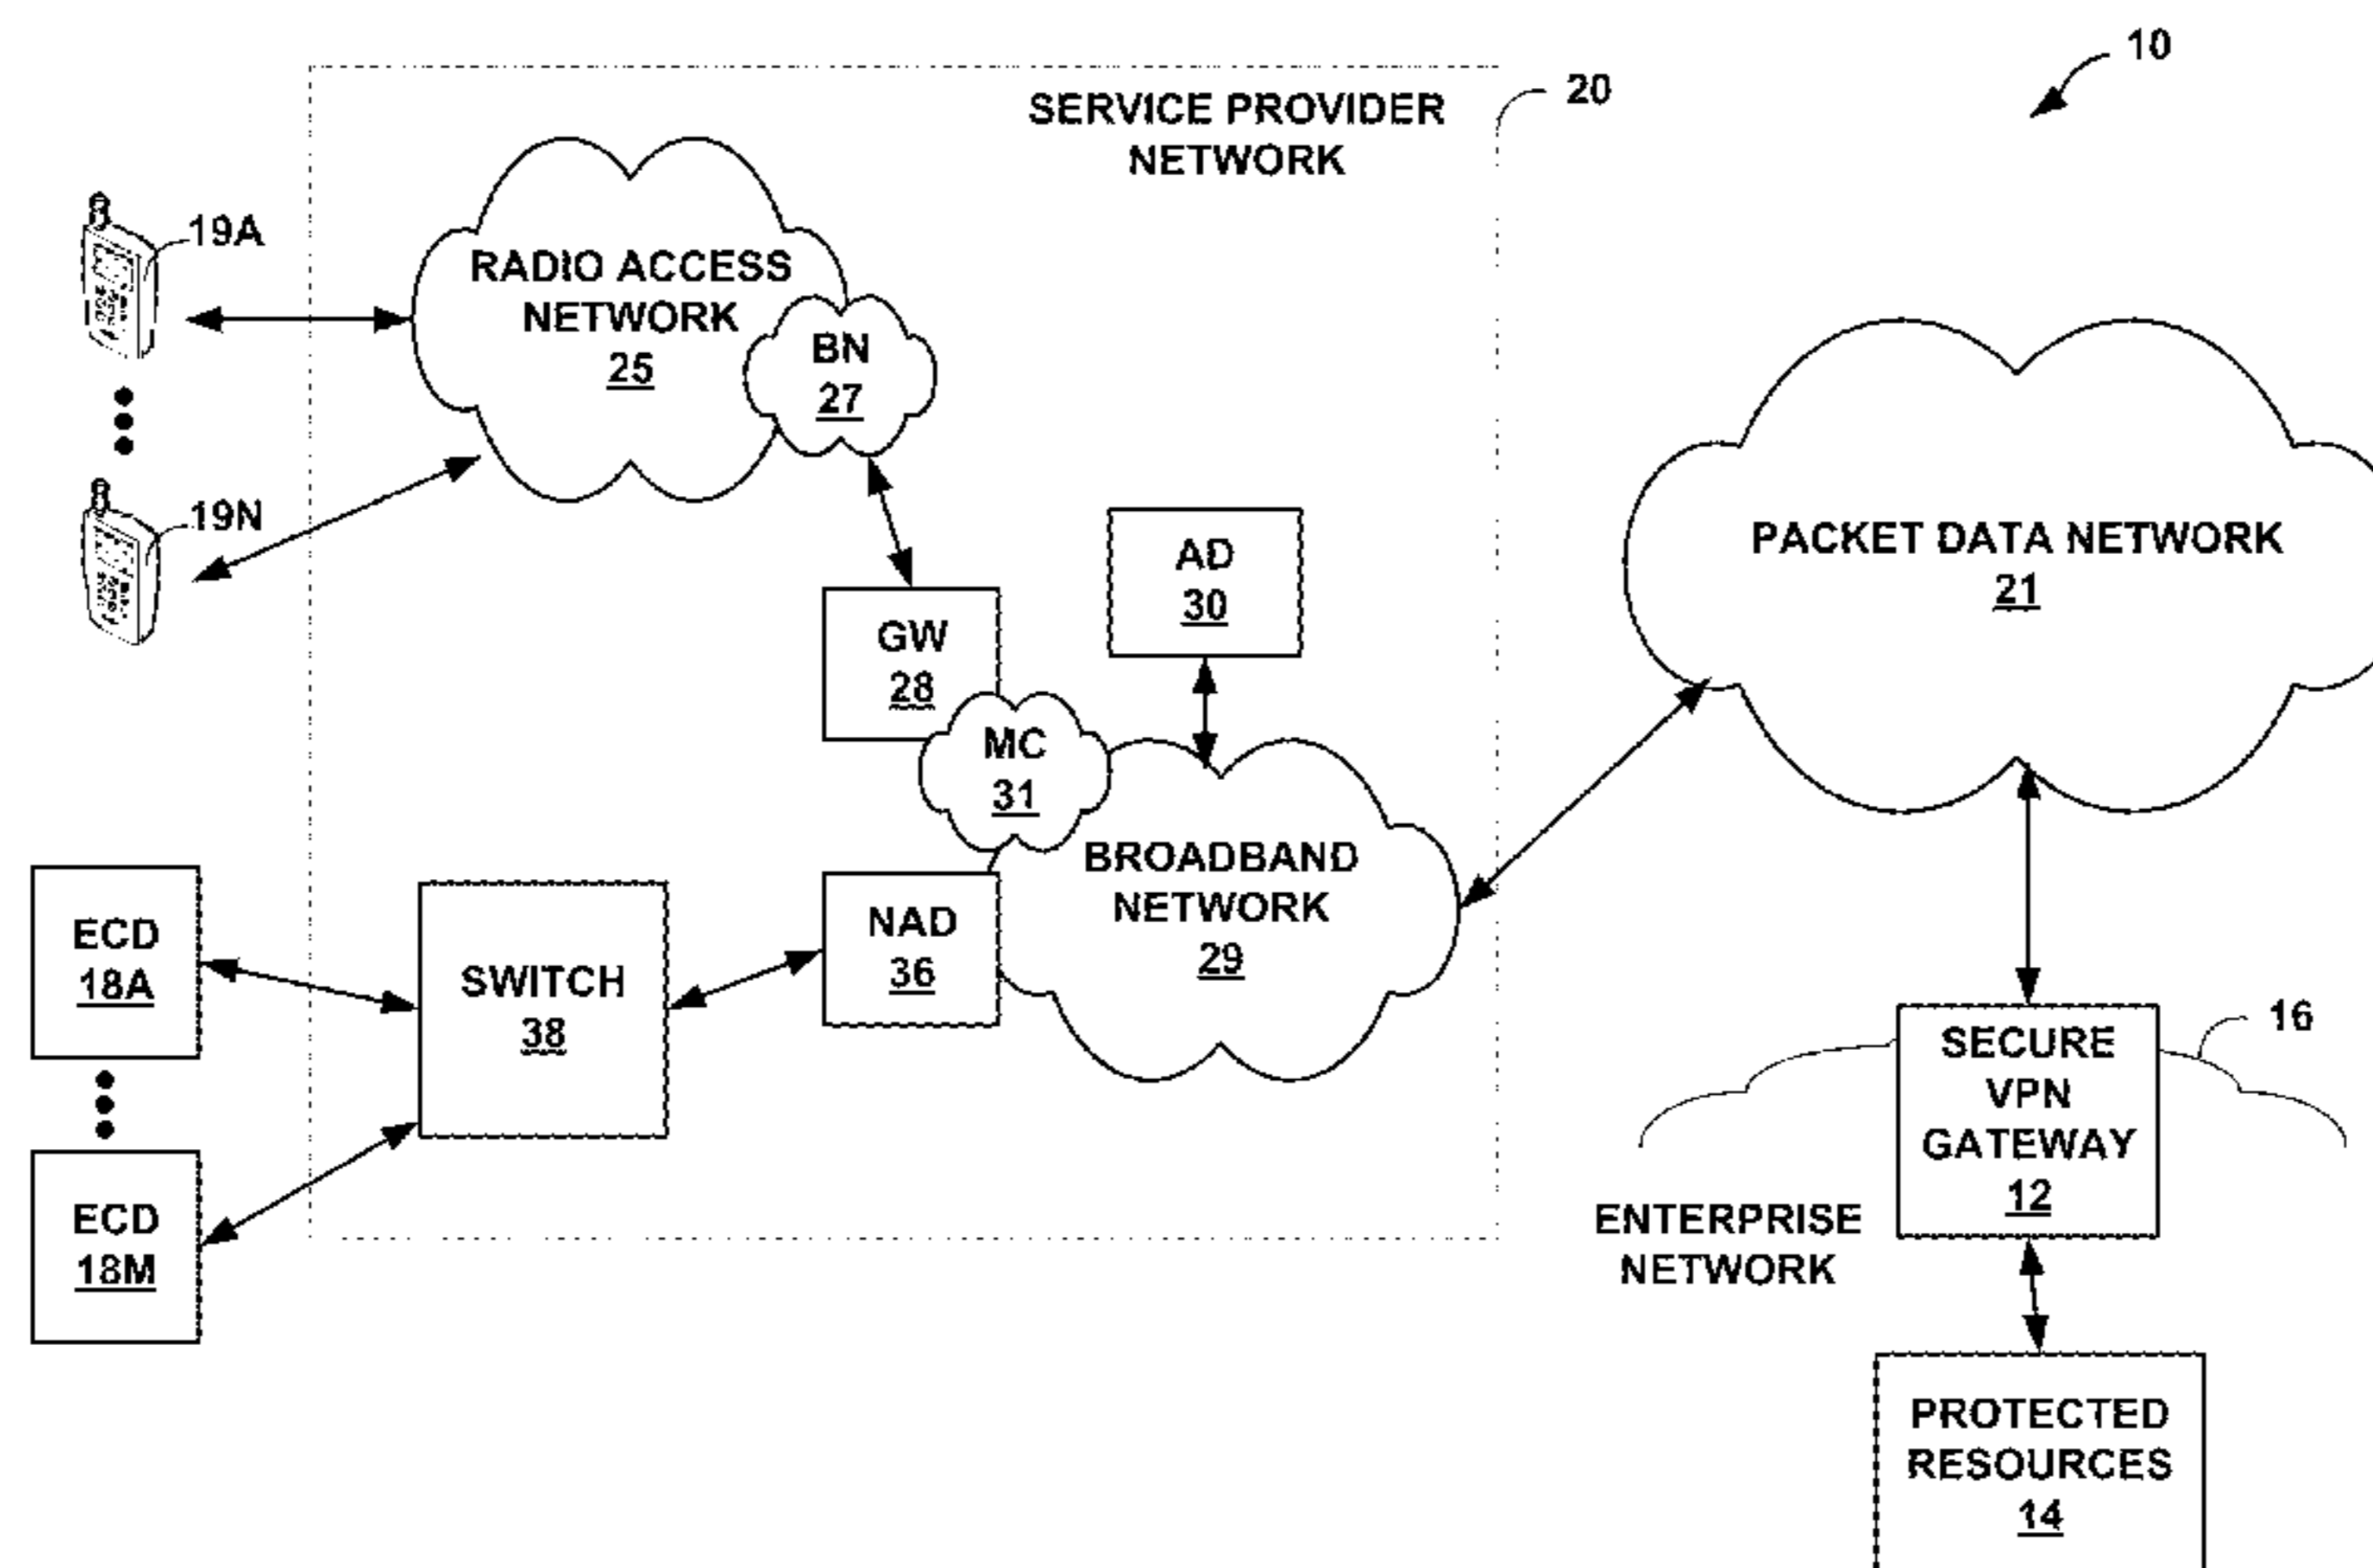 10
20
SERVICE PROVIDER
NETWORK
19A
RADIO ACCESS
NETWORK
25
BN
27
19N
PACKET DATA NETWORK
21
AD
30
GW
28
MC
31
BROADBAND
NETWORK
29
ECD
18A
SWITCH
38
NAD
36
ECD
18M
16
SECURE
VPN
GATEWAY
12
ENTERPRISE
NETWORK
PROTECTED
RESOURCES
14